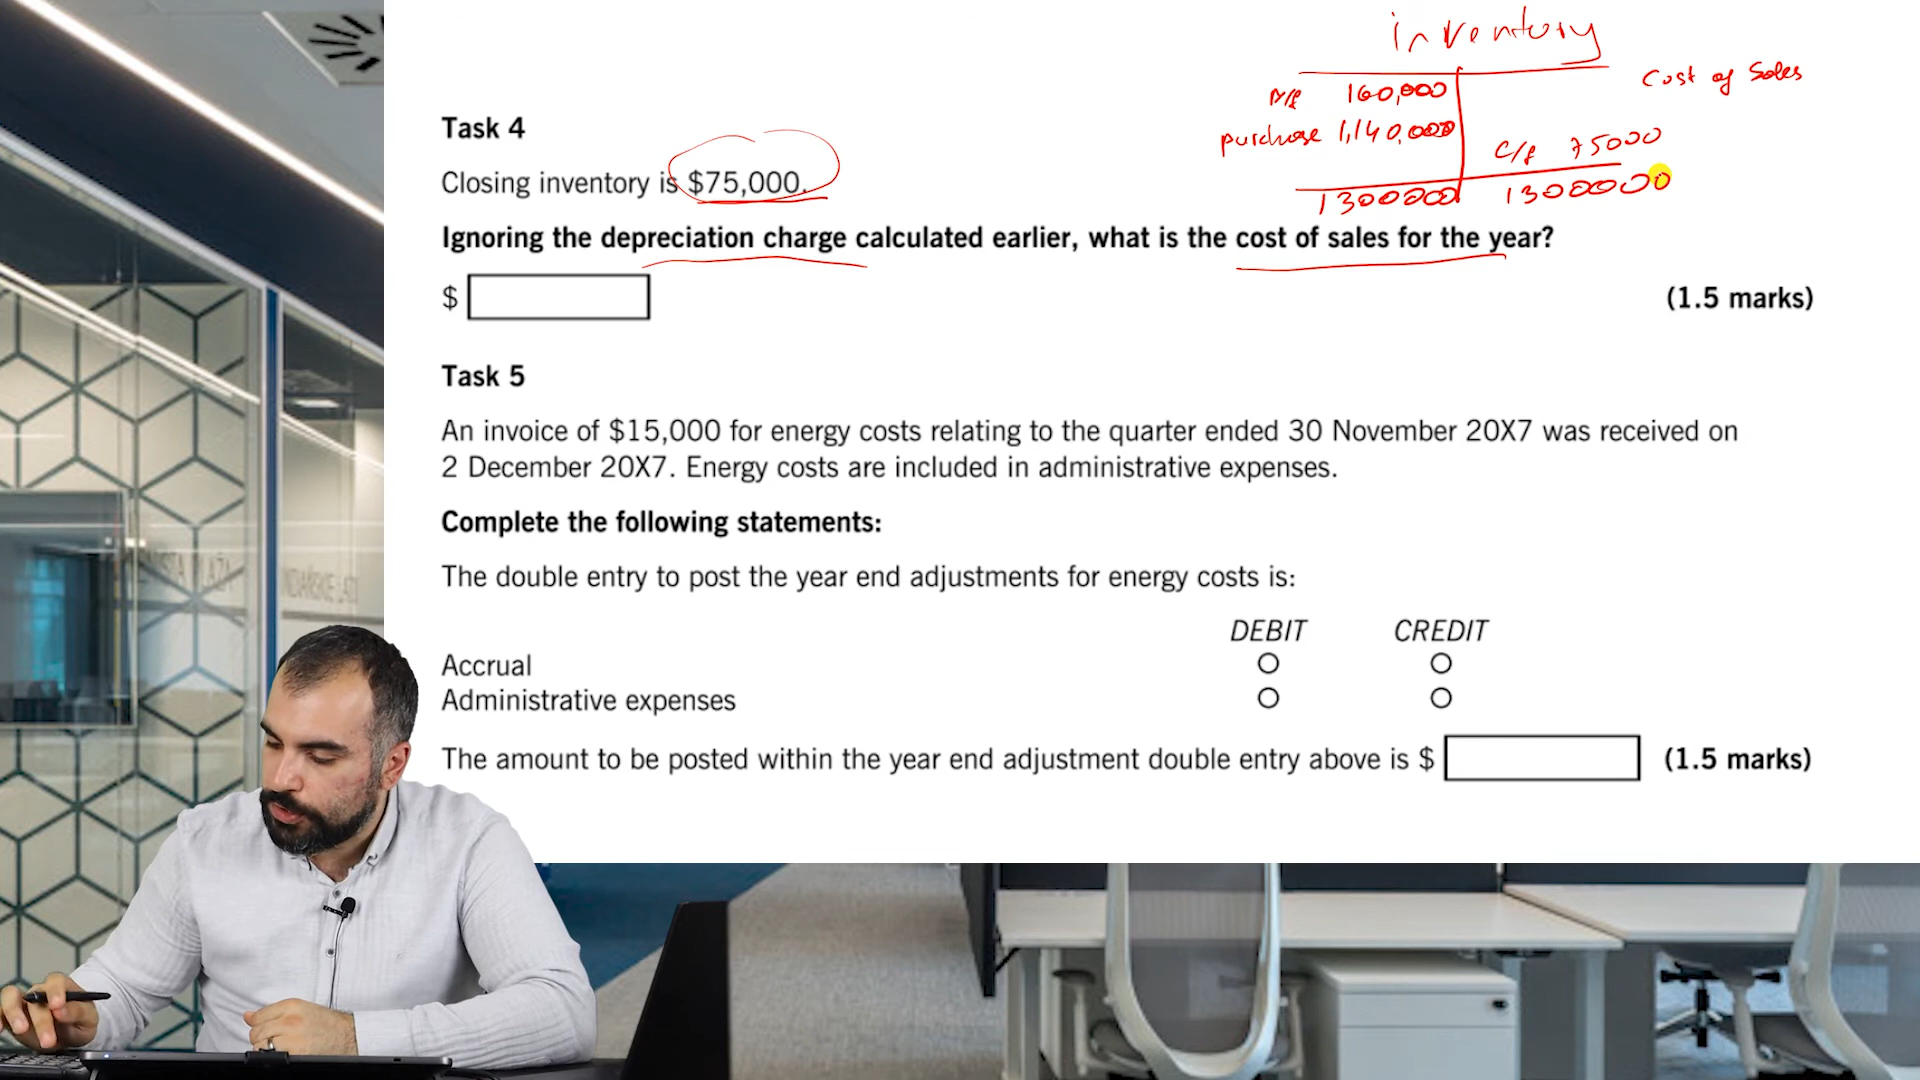 inventory
Cost of Sales
B/f 160,000
purchase 1,140,000
C/f 75000
1300000 1300000
Task 4
Closing inventory is $75,000.
Ignoring the depreciation charge calculated earlier, what is the cost of sales for the year?
$ (1.5 marks)
Task 5
An invoice of $15,000 for energy costs relating to the quarter ended 30 November 20X7 was received on
2 December 20X7. Energy costs are included in administrative expenses.
Complete the following statements:
The double entry to post the year end adjustments for energy costs is:
DEBIT CREDIT
Accrual
Administrative expenses
The amount to be posted within the year end adjustment double entry above is $ (1.5 marks)